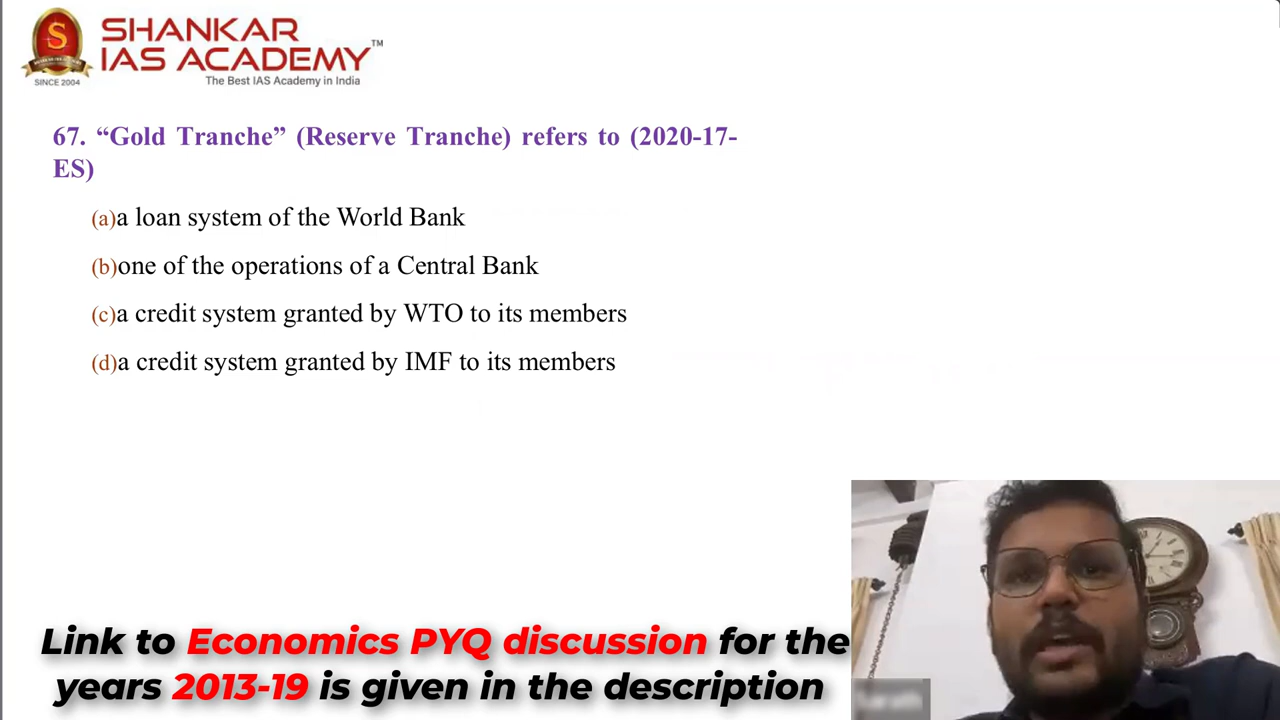 SHANKAR
IAS ACADEMY™
The Best IAS Academy in India
S
SINCE 2004
67. “Gold Tranche” (Reserve Tranche) refers to (2020-17-
ES)
(a)a loan system of the World Bank
(b)one of the operations of a Central Bank
(c)a credit system granted by WTO to its members
(d)a credit system granted by IMF to its members
Link to Economics PYQ discussion for the
years 2013-19 is given in the description